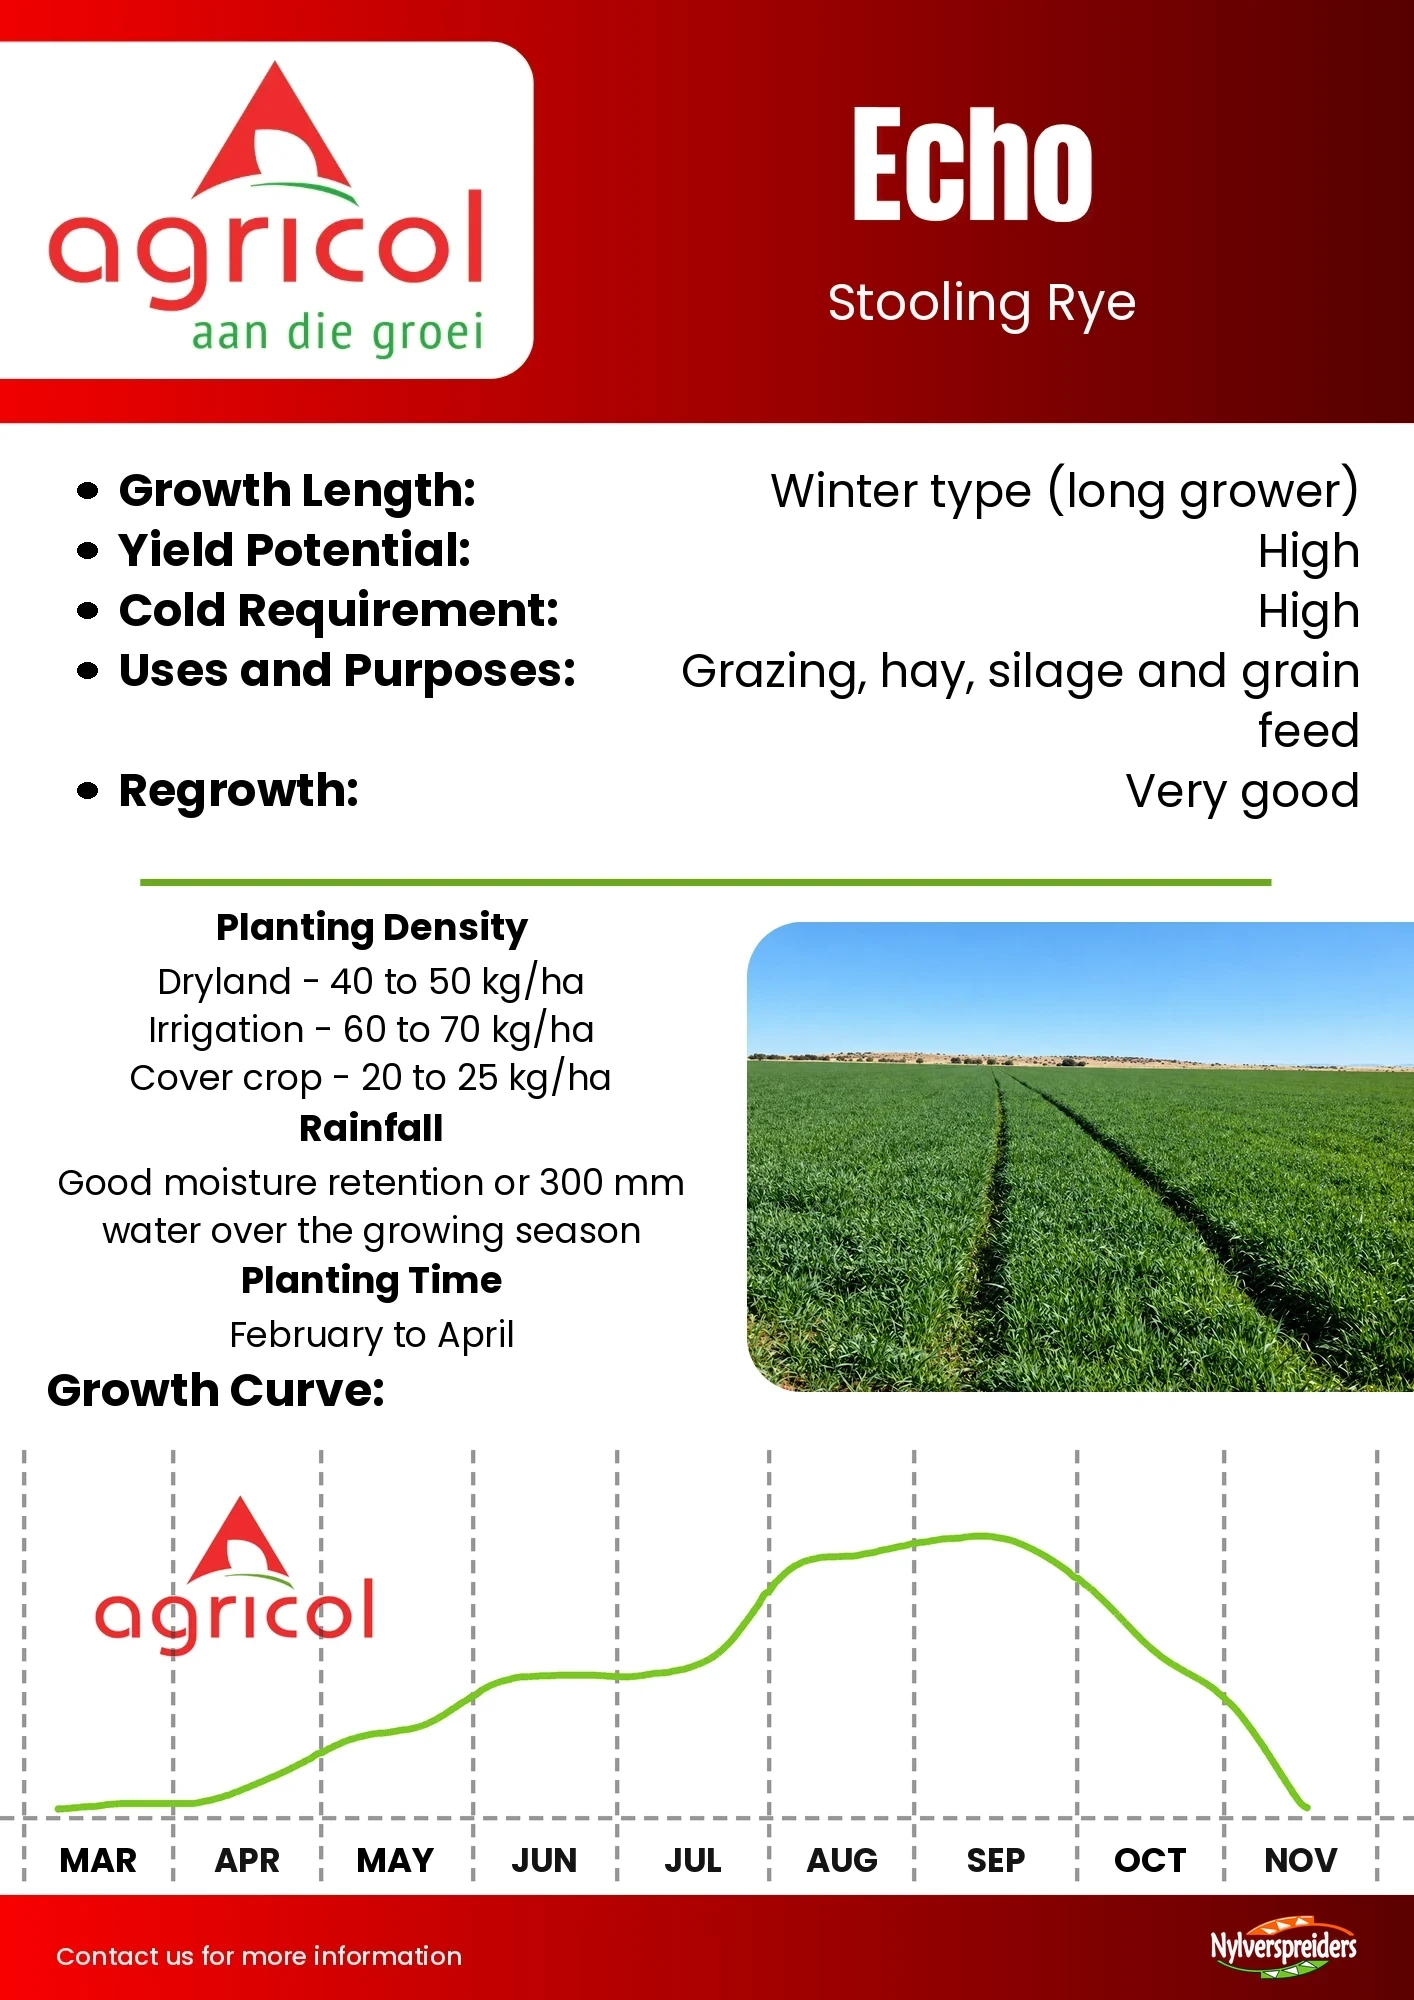 agricol
aan die groei
Echo
Stooling Rye
Growth Length: Winter type (long grower)
Yield Potential: High
Cold Requirement: High
Uses and Purposes: Grazing, hay, silage and grain
feed
Regrowth: Very good
Planting Density
Dryland - 40 to 50 kg/ha
Irrigation - 60 to 70 kg/ha
Cover crop - 20 to 25 kg/ha
Rainfall
Good moisture retention or 300 mm
water over the growing season
Planting Time
February to April
Growth Curve:
agricol
MAR APR MAY JUN JUL AUG SEP OCT NOV
Contact us for more information
Nylverspreiders